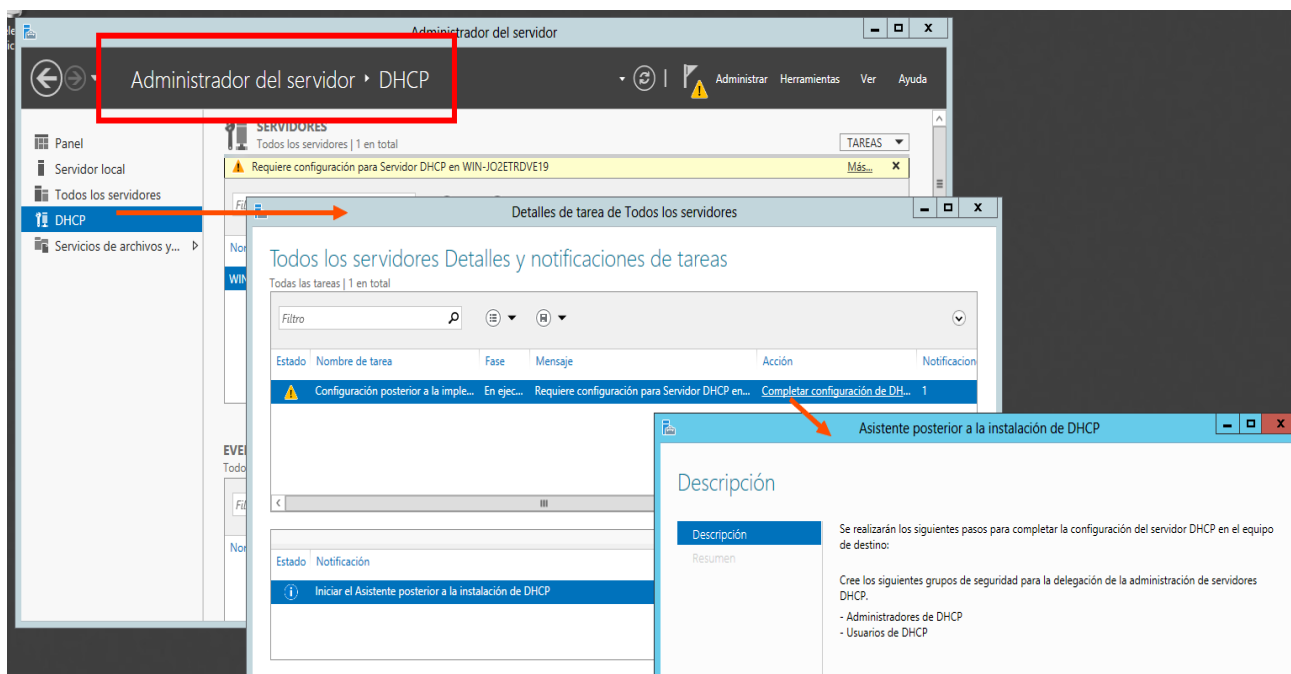 Administrador del servidor
Administrador del servidor ‣ DHCP
Administrar Herramientas Ver Ayuda
Panel
Servidor local
Todos los servidores
DHCP
Servicios de archivos y...
SERVIDORES
Todos los servidores | 1 en total
TAREAS
Requiere configuración para Servidor DHCP en WIN-JO2ETRDVE19
Más...
Fil
Nor
WIN
EVE
Todo
Fil
Nor
Detalles de tarea de Todos los servidores
Todos los servidores Detalles y notificaciones de tareas
Todas las tareas | 1 en total
Filtro
Estado Nombre de tarea Fase Mensaje Acción Notificacion
Configuración posterior a la imple... En ejec... Requiere configuración para Servidor DHCP en... Completar configuración de DH... 1
Estado Notificación
Iniciar el Asistente posterior a la instalación de DHCP
Asistente posterior a la instalación de DHCP
Descripción
Descripción
Resumen
Se realizarán los siguientes pasos para completar la configuración del servidor DHCP en el equipo
de destino:
Cree los siguientes grupos de seguridad para la delegación de la administración de servidores
DHCP.
- Administradores de DHCP
- Usuarios de DHCP